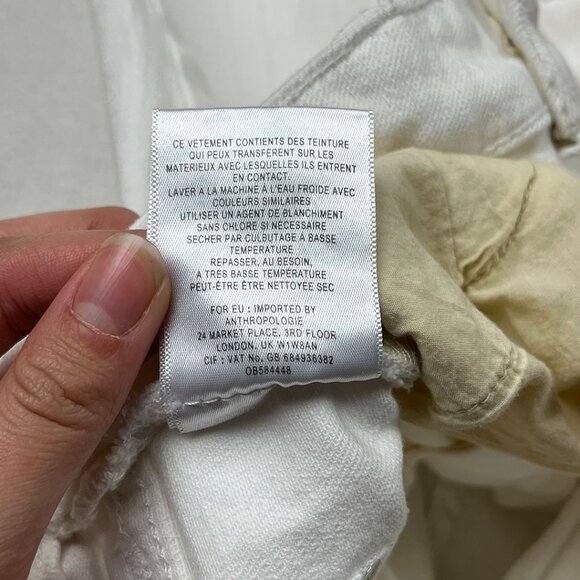 CE VÊTEMENT CONTIENTS DES TEINTURE
QUI PEUX TRANSFERENT SUR LES
MATERIEUX AVEC LESQUELLES ILS ENTRENT
EN CONTACT.
LAVER À LA MACHINE À L'EAU FROIDE AVEC
COULEURS SIMILAIRES
UTILISER UN AGENT DE BLANCHIMENT
SANS CHLORE SI NÉCESSAIRE
SECHER PAR CULBUTAGE À BASSE
TEMPÉRATURE
REPASSER, AU BESOIN,
A TRÈS BASSE TEMPÉRATURE
PEUT-ÊTRE ÊTRE NETTOYÉE SEC
FOR EU : IMPORTED BY
ANTHROPOLOGIE
24 MARKET PLACE, 3RD FLOOR
LONDON, UK W1W8AN
CIF : VAT No. GB 684936382
OB584448